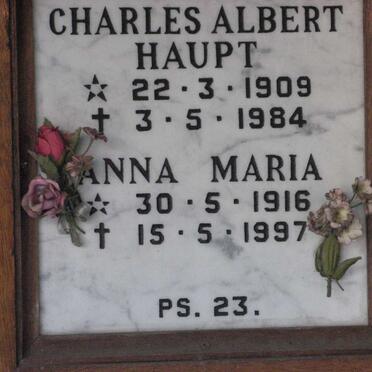 CHARLES ALBERT
HAUPT
☆ 22·3·1909
† 3·5·1984
ANNA MARIA
☆ 30·5·1916
† 15·5·1997
PS. 23.